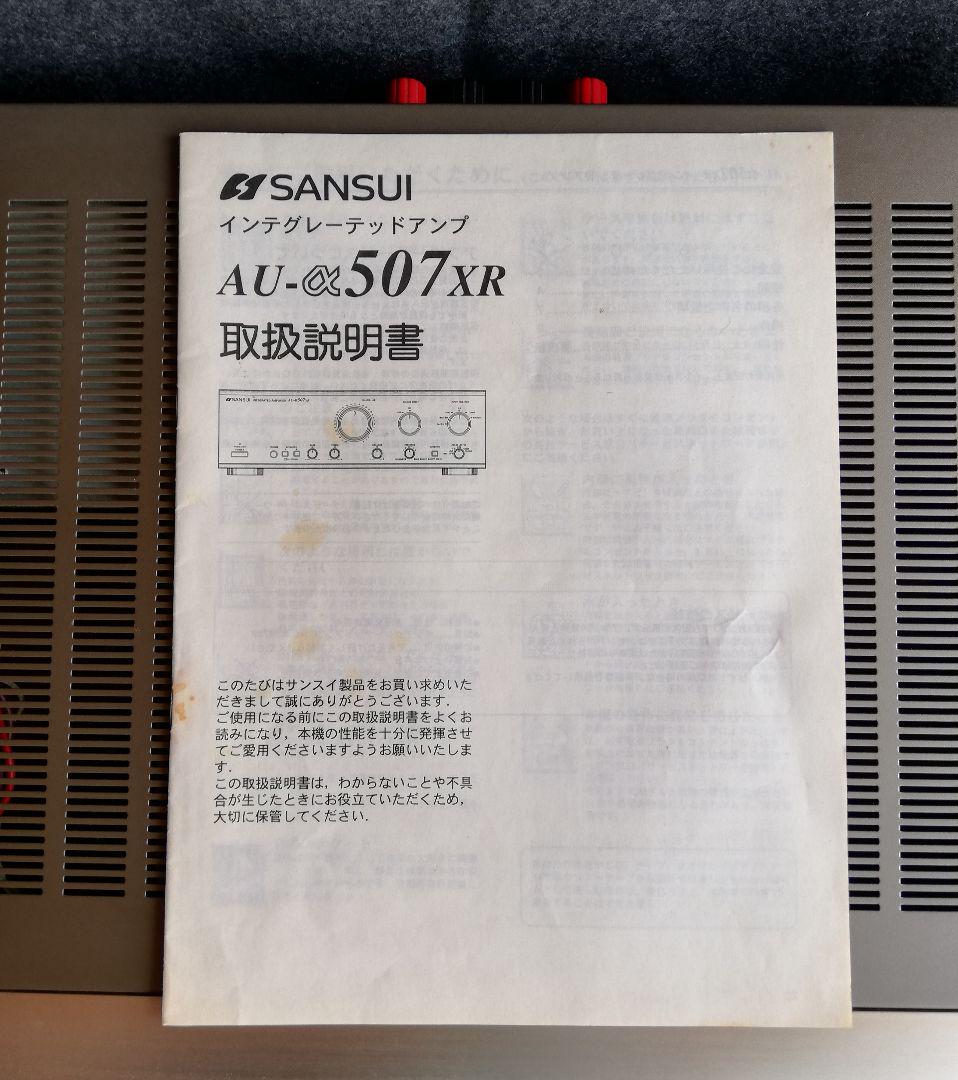 SANSUI
インテグレーテッドアンプ
AU-α507XR
取扱説明書
SANSUI INTEGRATED AMPLIFIER AU-α507XR
このたびはサンスイ製品をお買い求めいた
だきまして誠にありがとうございます．
ご使用になる前にこの取扱説明書をよくお
読みになり，本機の性能を十分に発揮させ
てご愛用くださいますようお願いいたしま
す．
この取扱説明書は，わからないことや不具
合が生じたときにお役立ていただくため，
大切に保管してください．